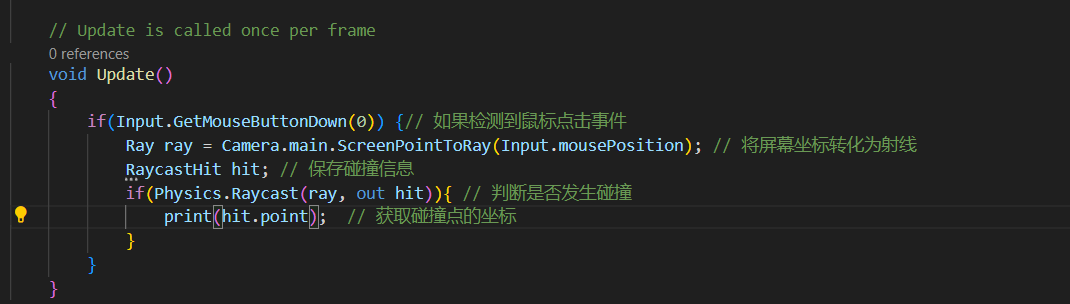 // Update is called once per frame
0 references
void Update()
{
if(Input.GetMouseButtonDown(0)) {// 如果检测到鼠标点击事件
Ray ray = Camera.main.ScreenPointToRay(Input.mousePosition); // 将屏幕坐标转化为射线
RaycastHit hit; // 保存碰撞信息
if(Physics.Raycast(ray, out hit)){ // 判断是否发生碰撞
print(hit.point);  // 获取碰撞点的坐标
}
}
}